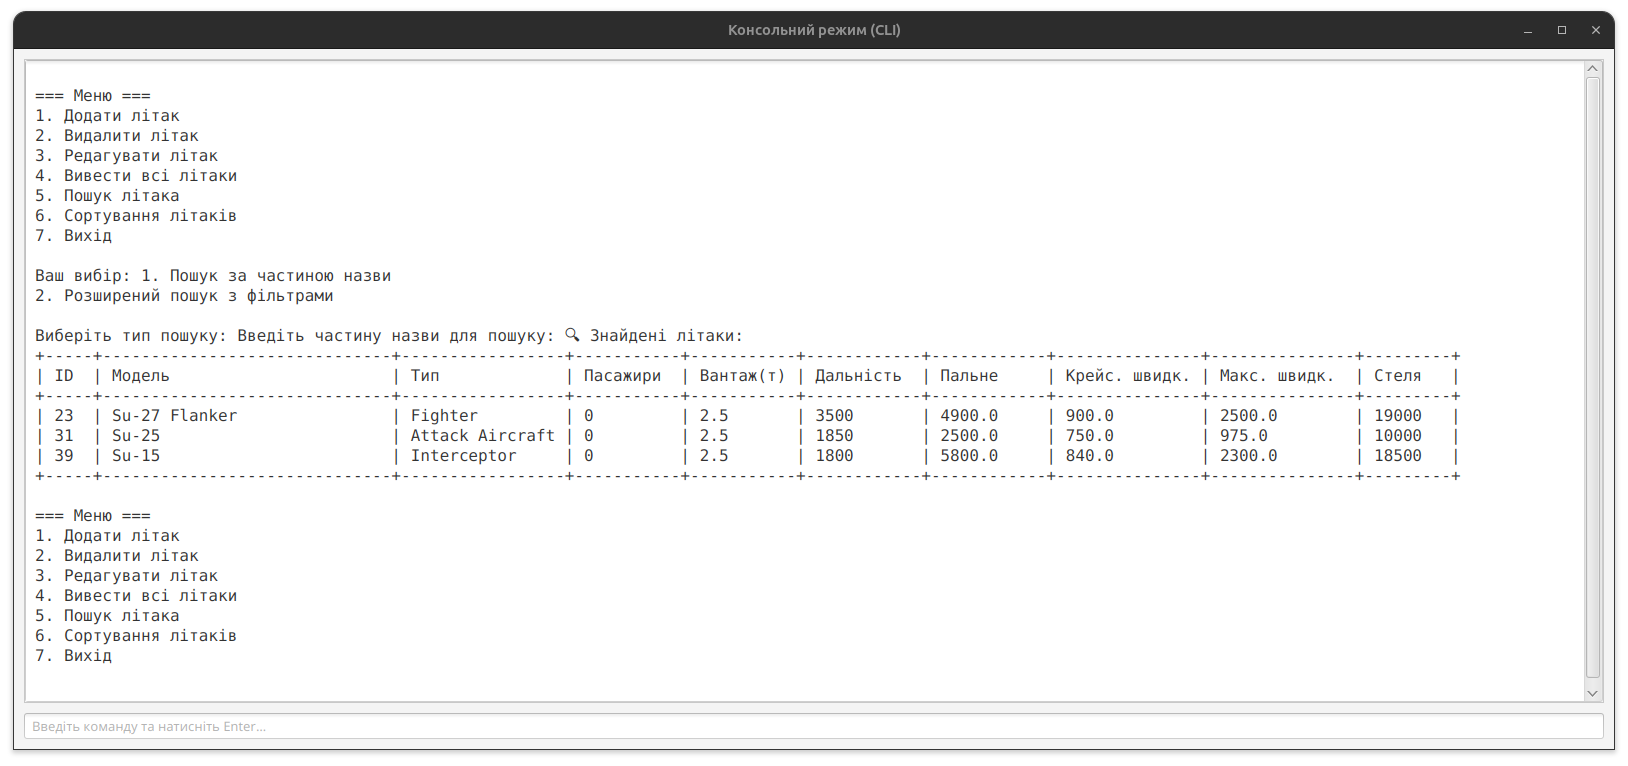 Консольний режим (CLI)
=== Меню ===
1. Додати літак
2. Видалити літак
3. Редагувати літак
4. Вивести всі літаки
5. Пошук літака
6. Сортування літаків
7. Вихід
Ваш вибір: 1. Пошук за частиною назви
2. Розширений пошук з фільтрами
Виберіть тип пошуку: Введіть частину назви для пошуку: 🔍 Знайдені літаки:
+-----+------------------------------+-----------------+-----------+-----------+------------+------------+---------------+---------------+---------+
| ID  | Модель                       | Тип             | Пасажири  | Вантаж(т) | Дальність  | Пальне     | Крейс. швидк. | Макс. швидк.  | Стеля   |
+-----+------------------------------+-----------------+-----------+-----------+------------+------------+---------------+---------------+---------+
| 23  | Su-27 Flanker                | Fighter         | 0         | 2.5       | 3500       | 4900.0     | 900.0         | 2500.0        | 19000   |
| 31  | Su-25                        | Attack Aircraft | 0         | 2.5       | 1850       | 2500.0     | 750.0         | 975.0         | 10000   |
| 39  | Su-15                        | Interceptor     | 0         | 2.5       | 1800       | 5800.0     | 840.0         | 2300.0        | 18500   |
+-----+------------------------------+-----------------+-----------+-----------+------------+------------+---------------+---------------+---------+
=== Меню ===
1. Додати літак
2. Видалити літак
3. Редагувати літак
4. Вивести всі літаки
5. Пошук літака
6. Сортування літаків
7. Вихід
Введіть команду та натисніть Enter...